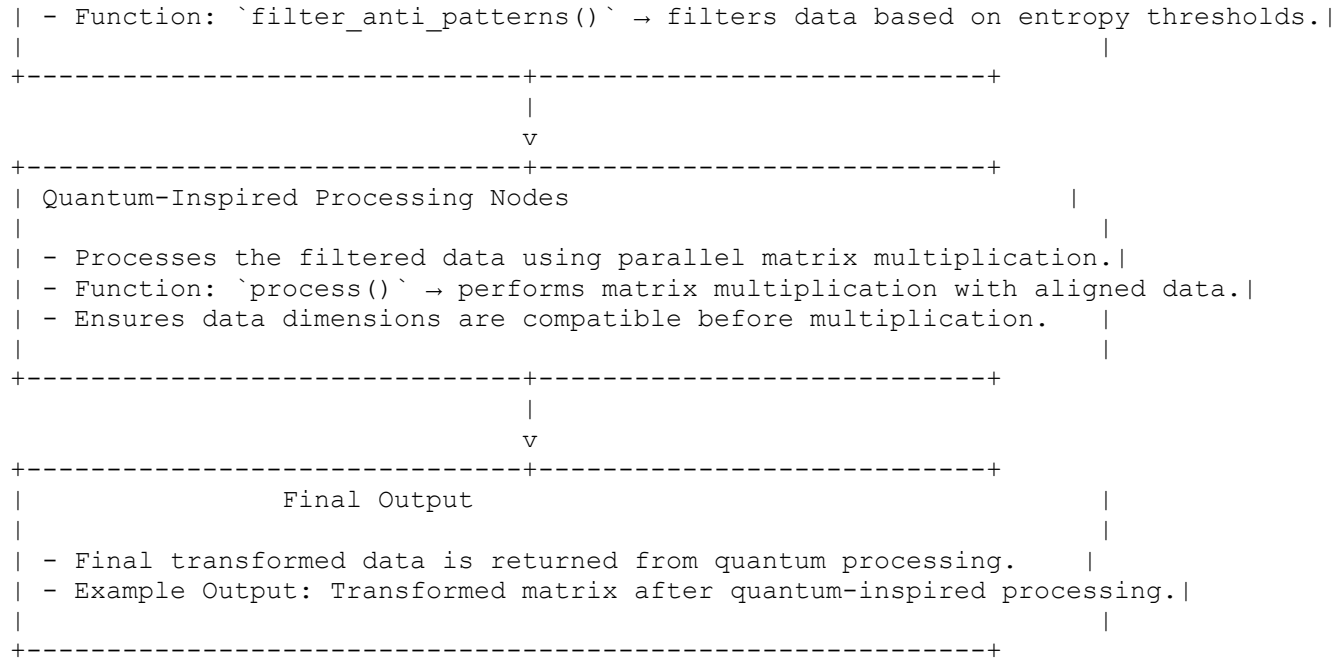 | - Function: `filter_anti_patterns()` → filters data based on entropy thresholds.|
|                                                                    |
+-------------------------------+----------------------------+
                                |
                                v
+-------------------------------+----------------------------+
| Quantum-Inspired Processing Nodes                               |
|                                                                    |
| - Processes the filtered data using parallel matrix multiplication.|
| - Function: `process()` → performs matrix multiplication with aligned data.|
| - Ensures data dimensions are compatible before multiplication.   |
|                                                                    |
+-------------------------------+----------------------------+
                                |
                                v
+-------------------------------+----------------------------+
|                Final Output                                        |
|                                                                    |
| - Final transformed data is returned from quantum processing.    |
| - Example Output: Transformed matrix after quantum-inspired processing.|
|                                                                    |
+------------------------------------------------------------+